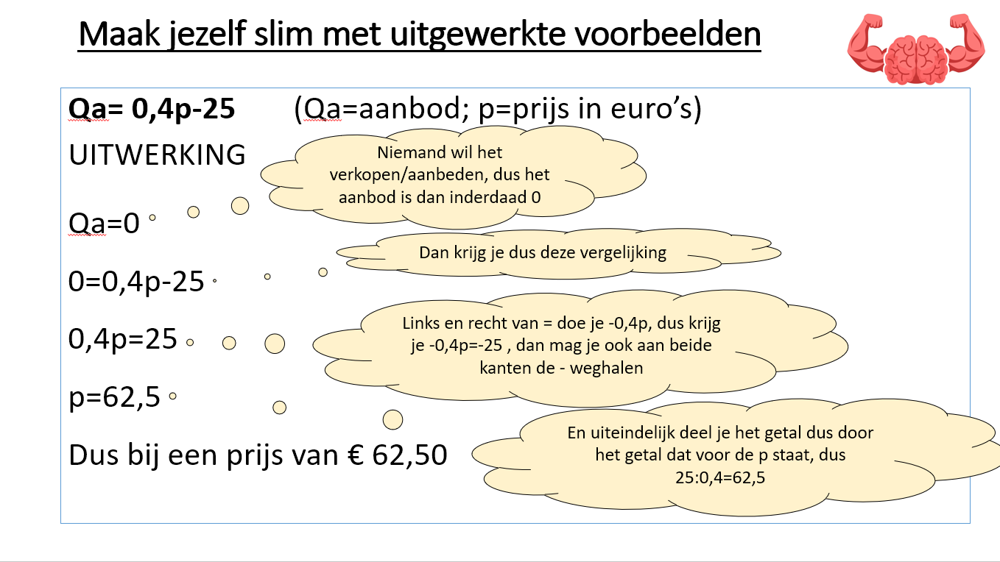 Maak jezelf slim met uitgewerkte voorbeelden
Qa= 0,4p-25 (Qa=aanbod; p=prijs in euro’s)
UITWERKING
Niemand wil het
verkopen/aanbeden, dus het
aanbod is dan inderdaad 0
Qa=0
Dan krijg je dus deze vergelijking
0=0,4p-25
Links en recht van = doe je -0,4p, dus krijg
je -0,4p=-25 , dan mag je ook aan beide
kanten de - weghalen
0,4p=25
p=62,5
En uiteindelijk deel je het getal dus door
het getal dat voor de p staat, dus
25:0,4=62,5
Dus bij een prijs van € 62,50